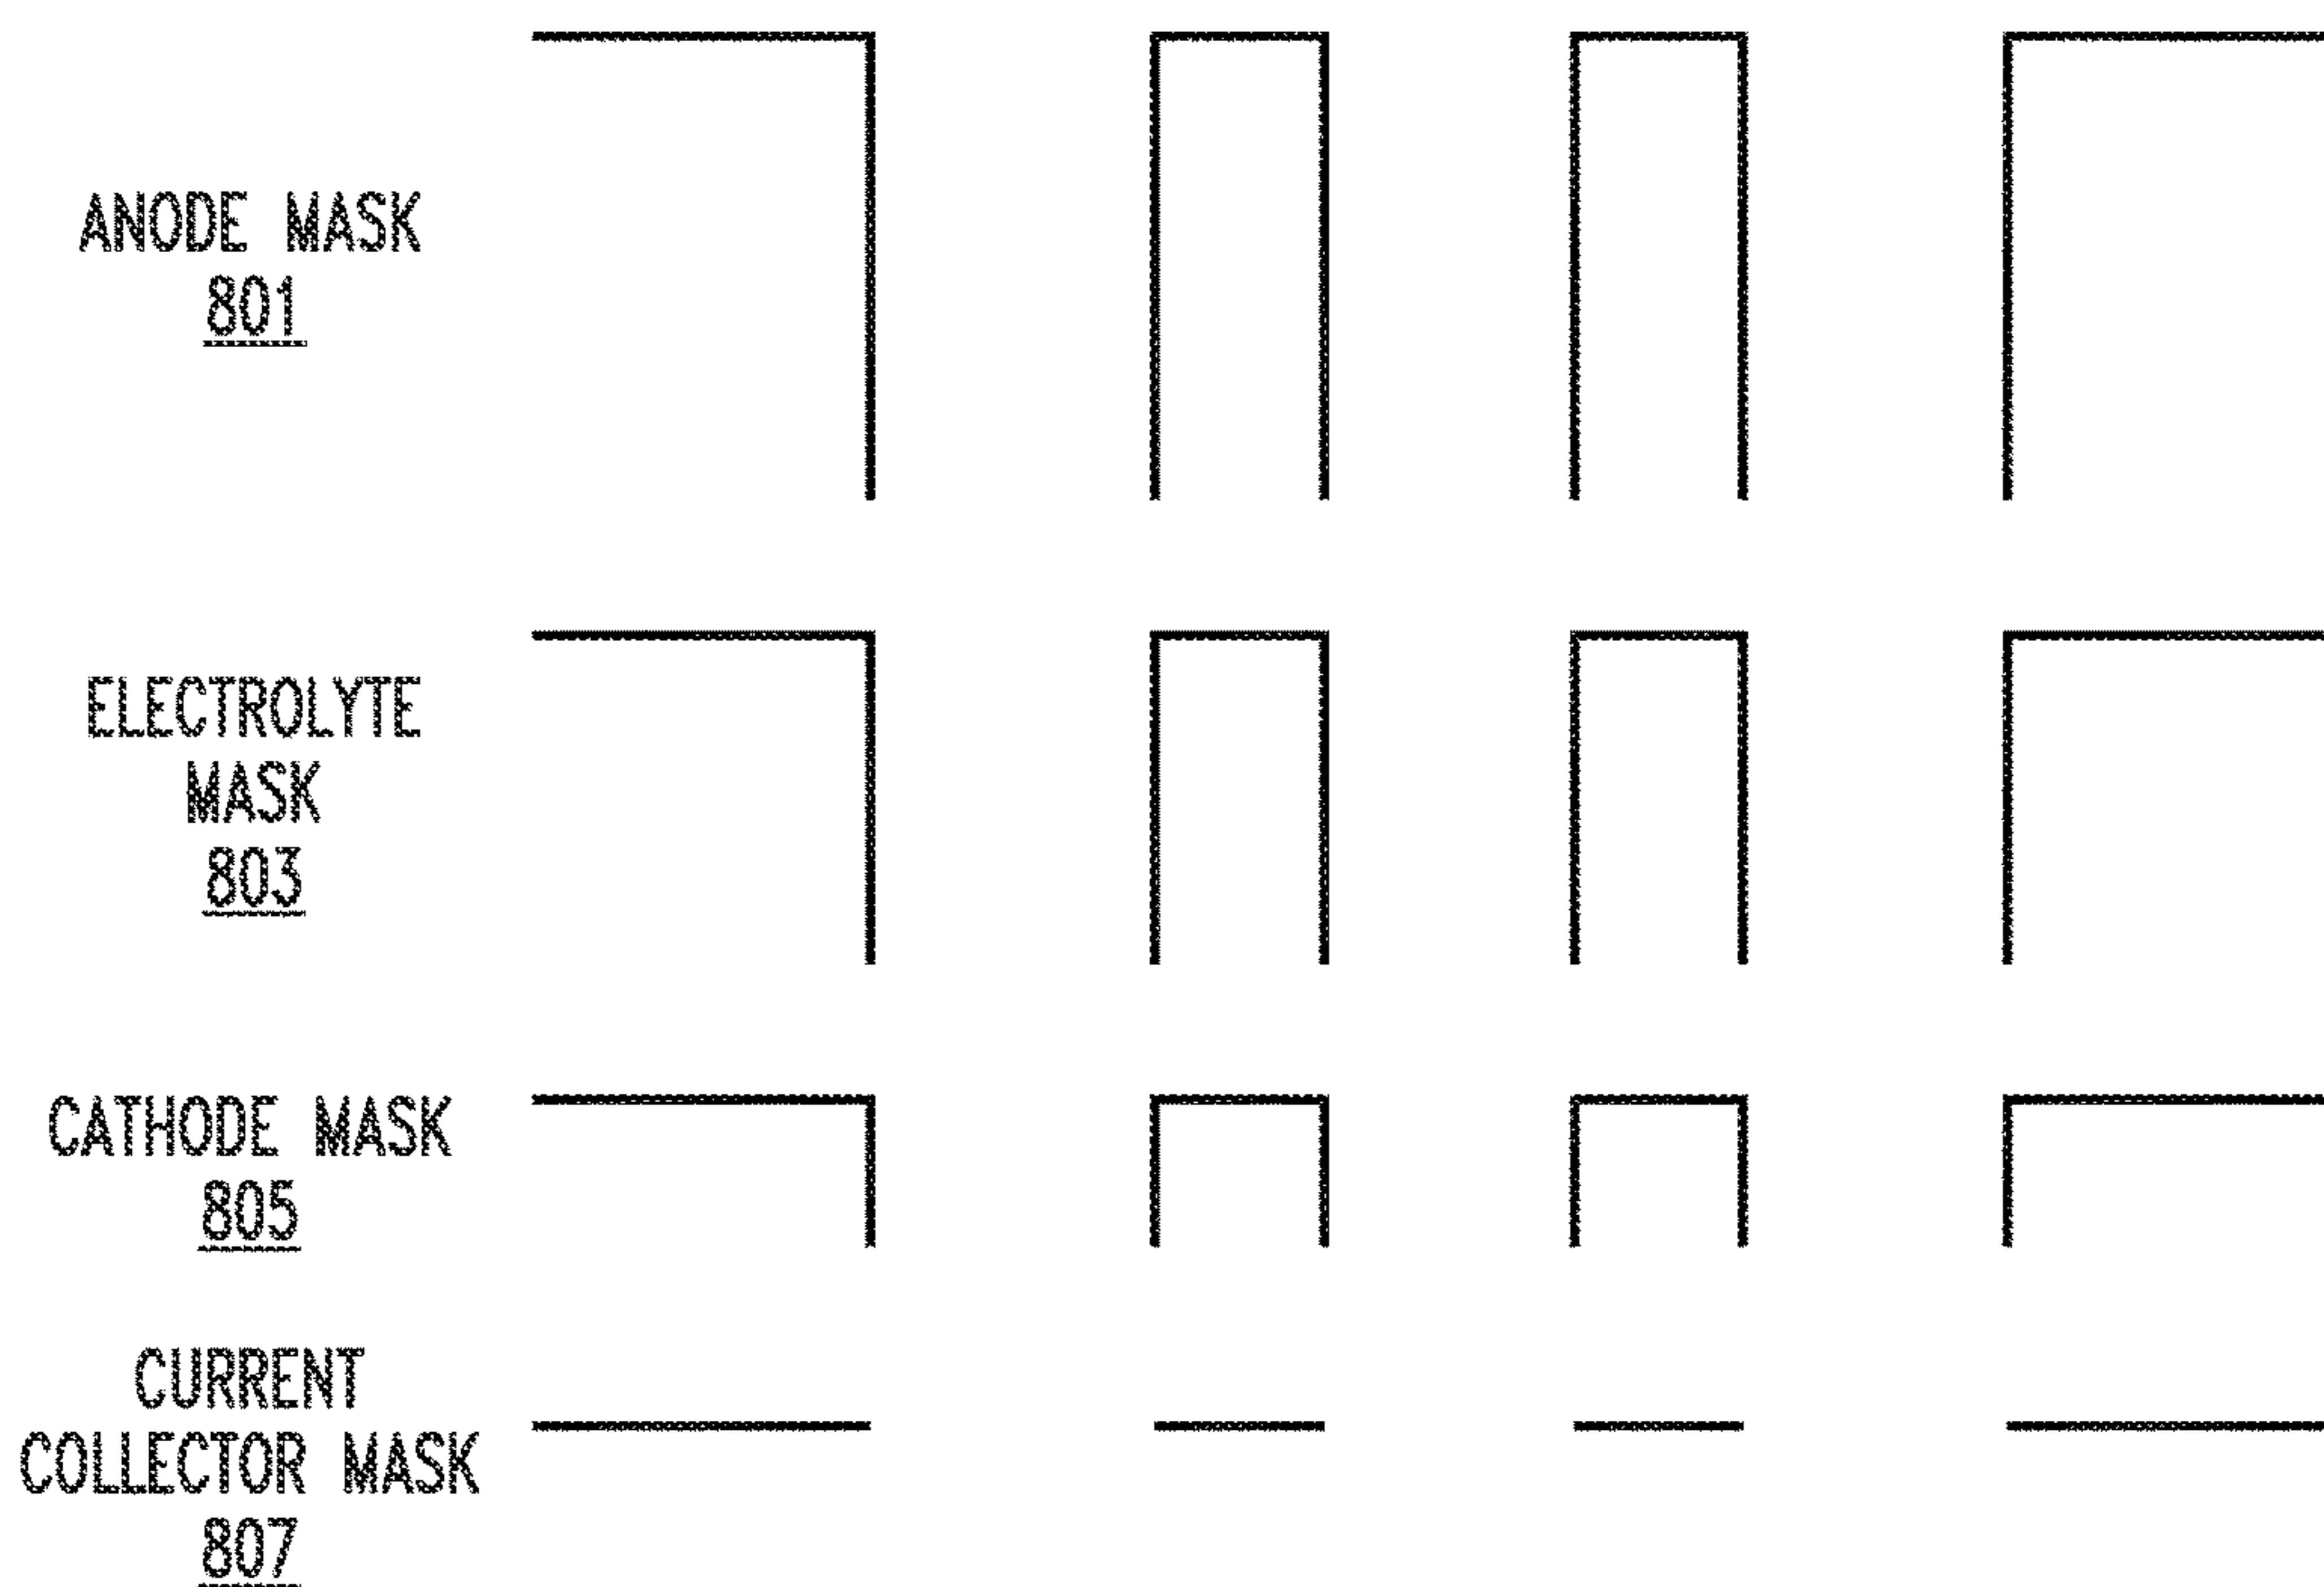 ANODE MASK
801
ELECTROLYTE
MASK
803
CATHODE MASK
805
CURRENT
COLLECTOR MASK
807